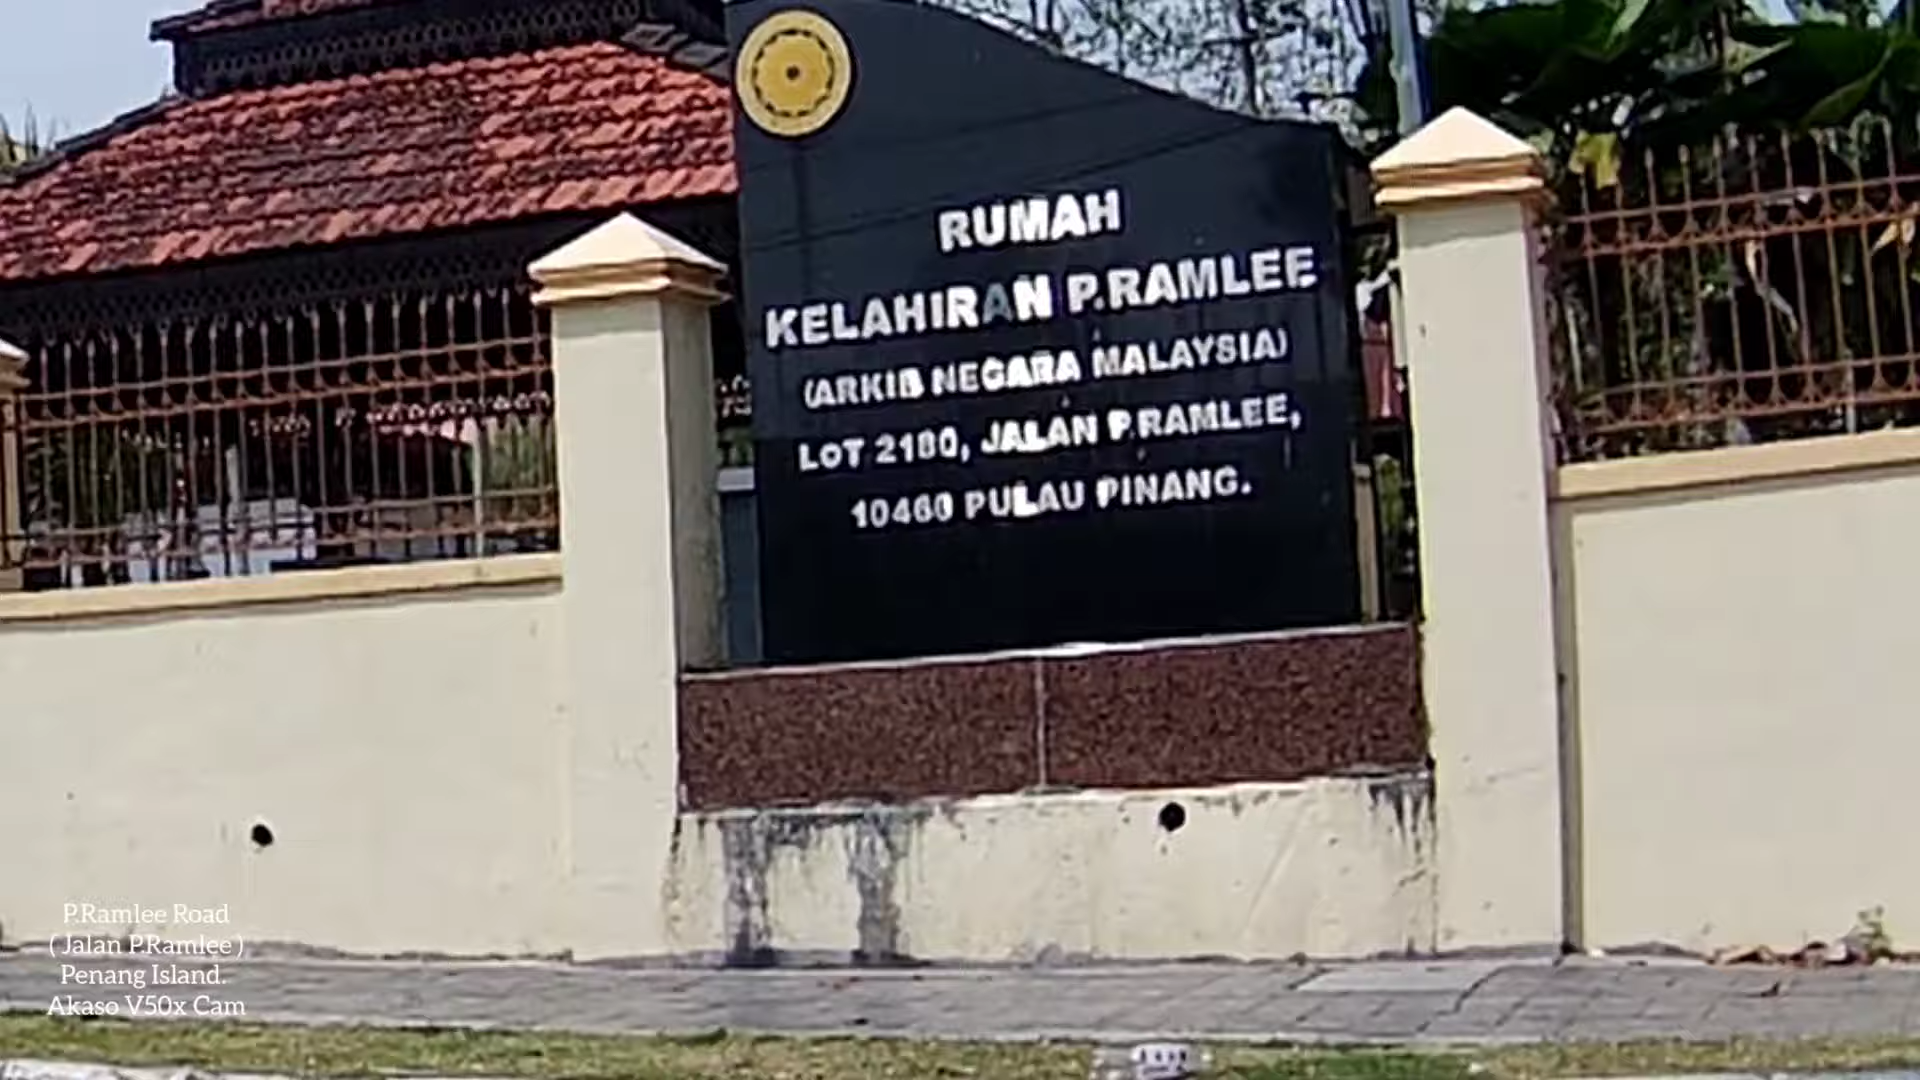 RUMAH
KELAHIRAN P.RAMLEE
(ARKIB NEGARA MALAYSIA)
LOT 2180, JALAN P.RAMLEE,
10460 PULAU PINANG.
P.Ramlee Road
( Jalan P.Ramlee )
Penang Island.
Akaso V50x Cam